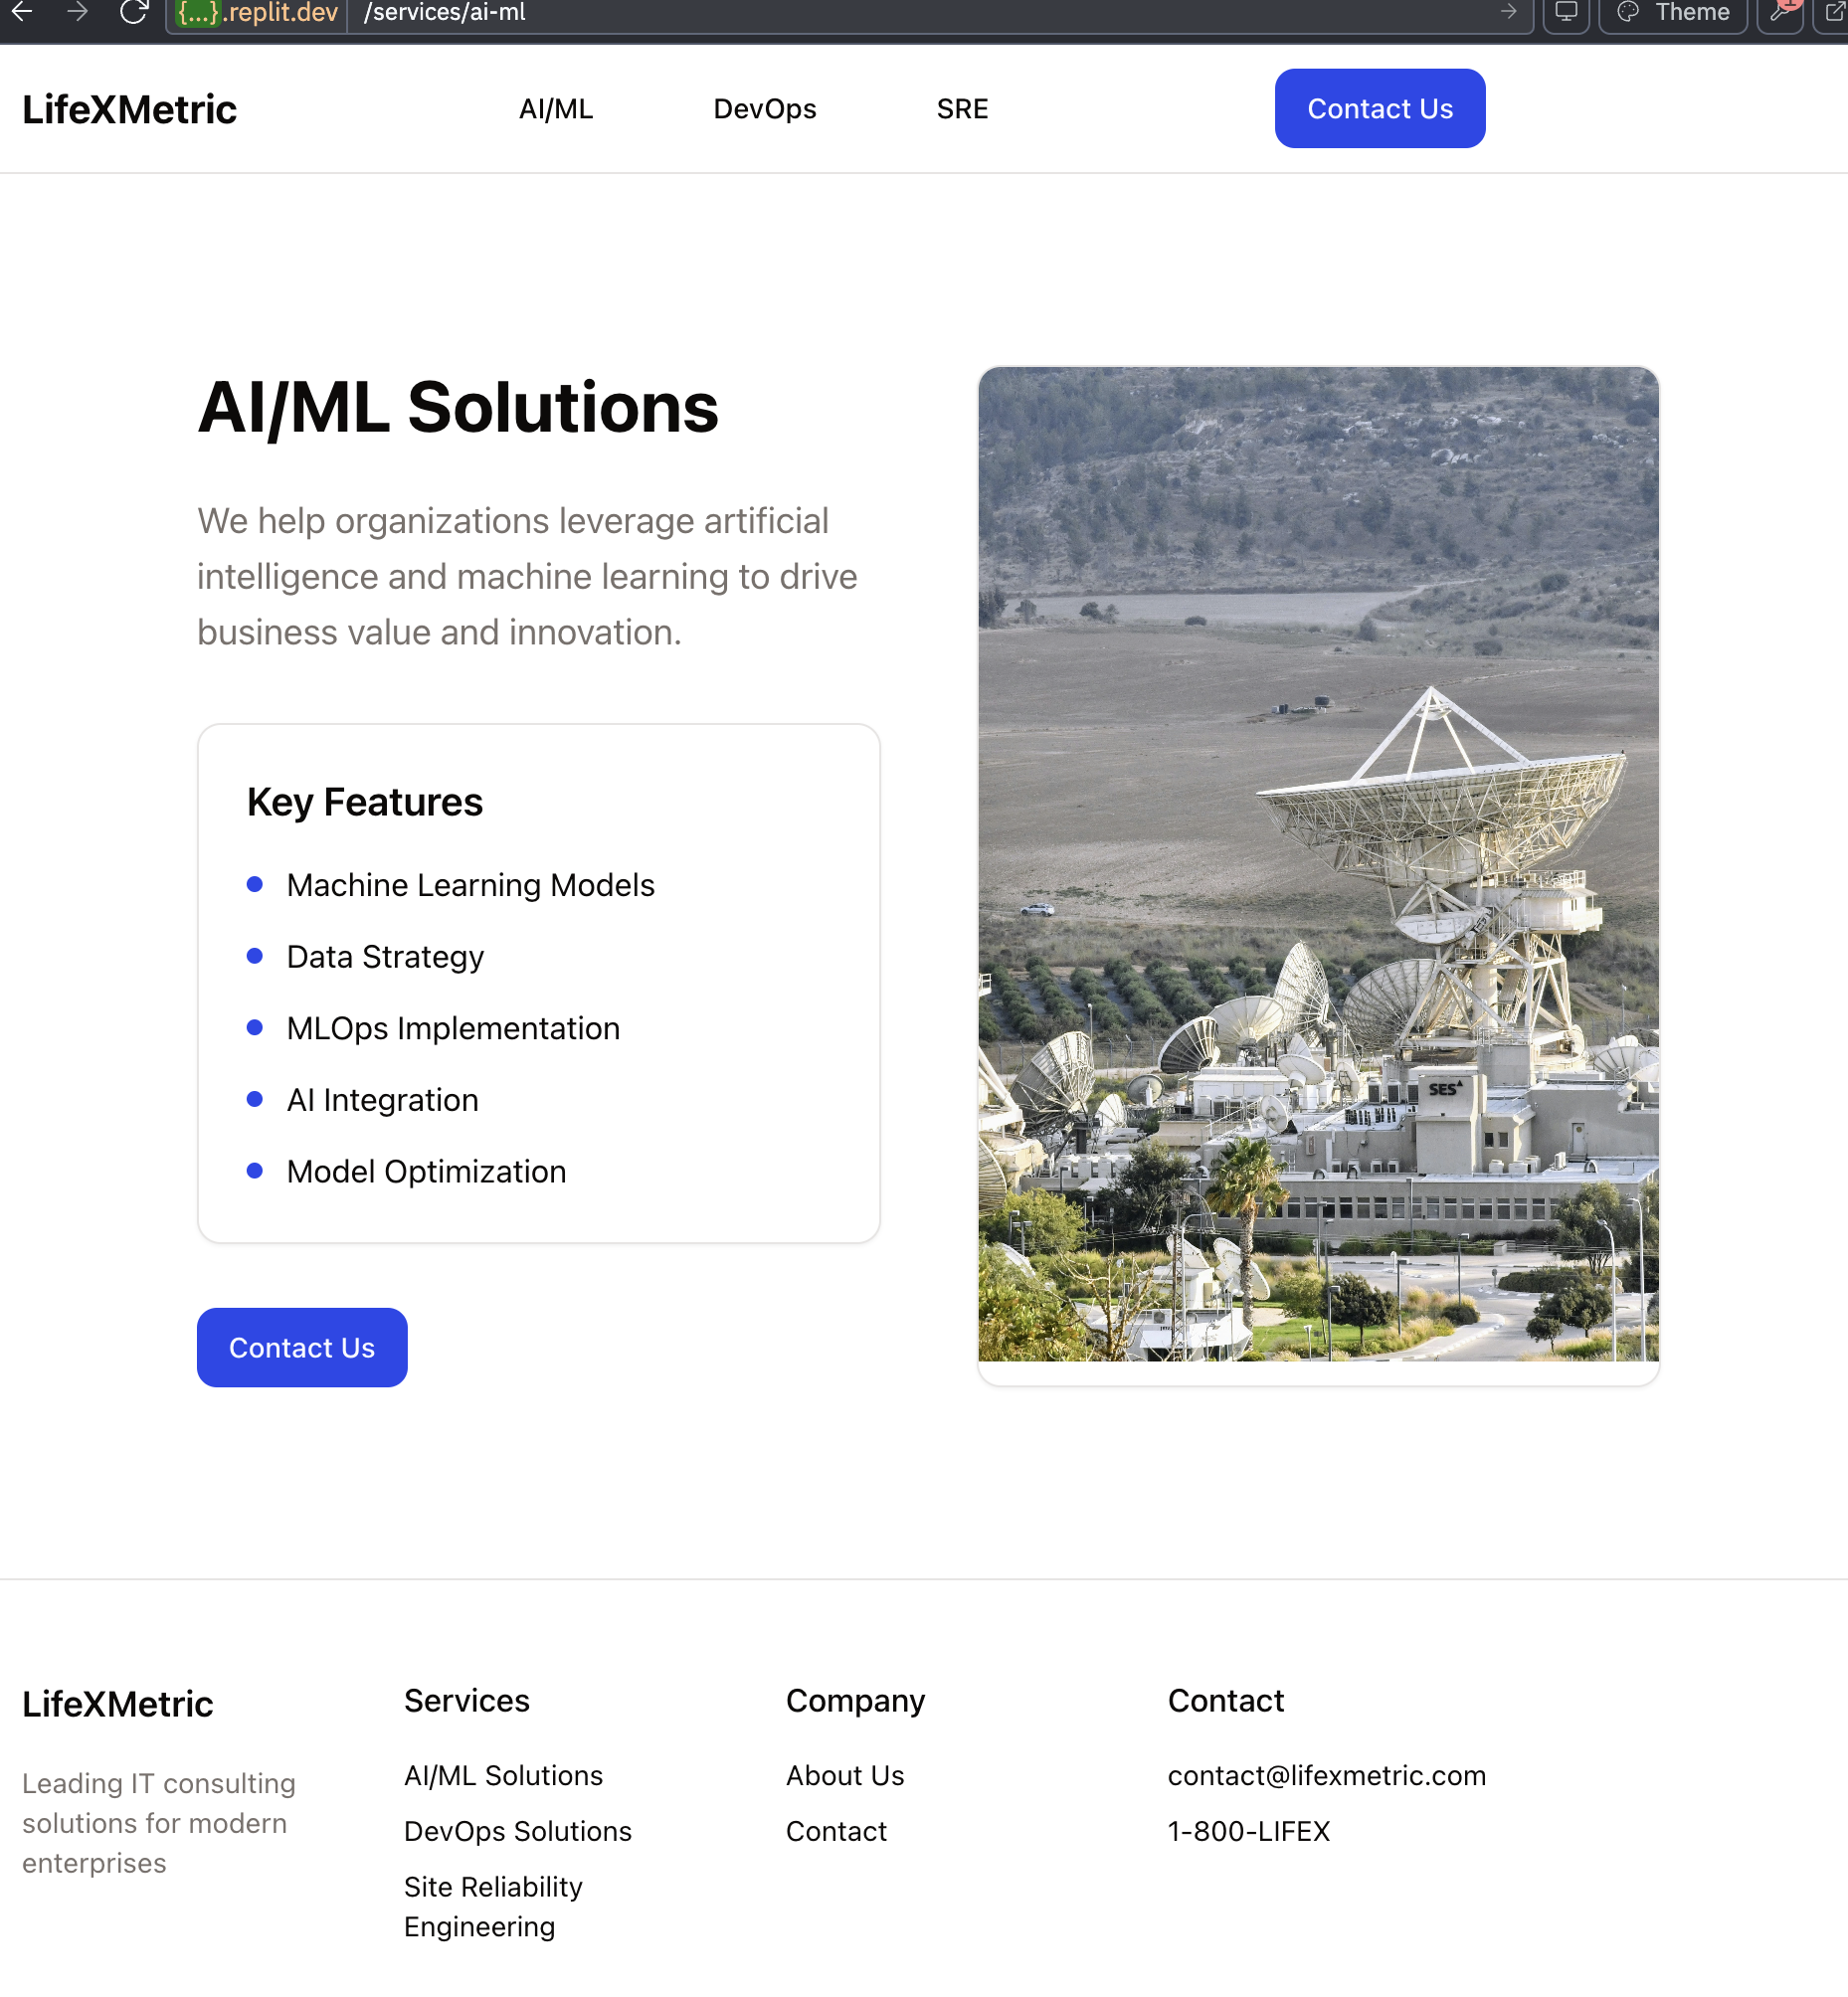 {...}.replit.dev /services/ai-ml Theme 1
LifeXMetric AI/ML DevOps SRE Contact Us
AI/ML Solutions
We help organizations leverage artificial
intelligence and machine learning to drive
business value and innovation.
Key Features
Machine Learning Models
Data Strategy
MLOps Implementation
AI Integration
Model Optimization
Contact Us
SES
LifeXMetric
Leading IT consulting
solutions for modern
enterprises
Services
AI/ML Solutions
DevOps Solutions
Site Reliability
Engineering
Company
About Us
Contact
Contact
contact@lifexmetric.com
1-800-LIFEX